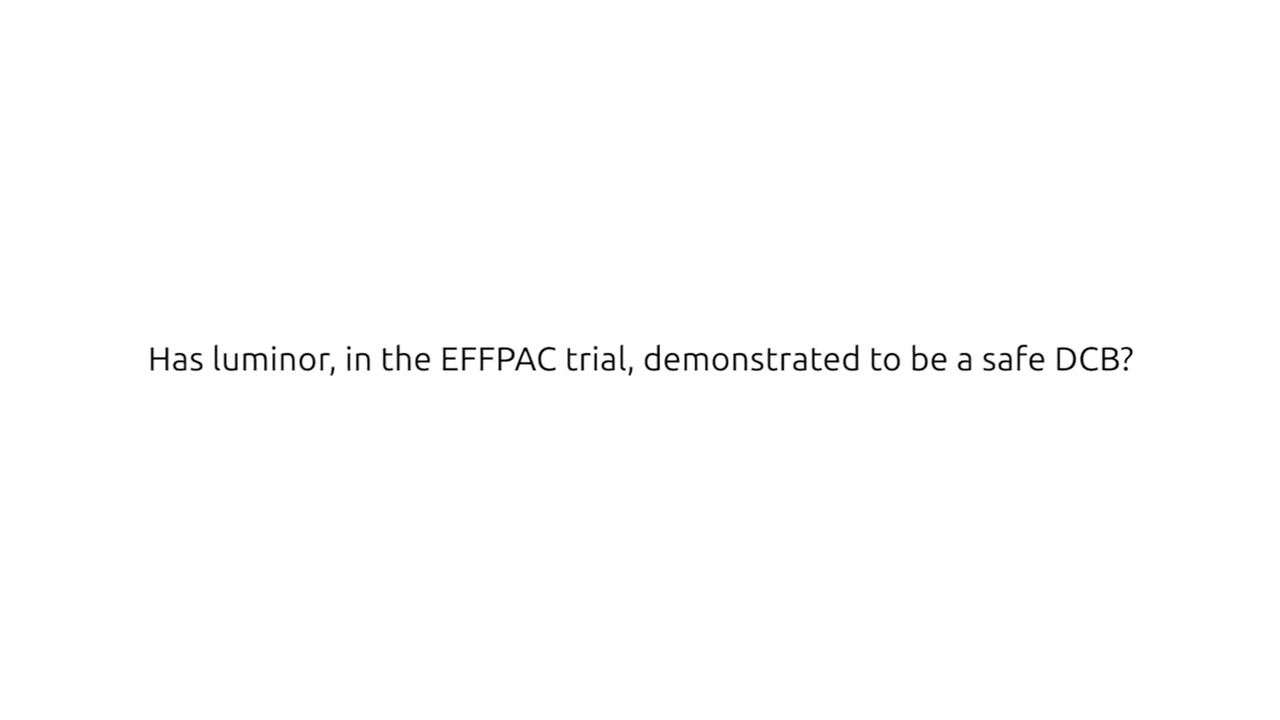 Has luminor, in the EFFPAC trial, demonstrated to be a safe DCB?